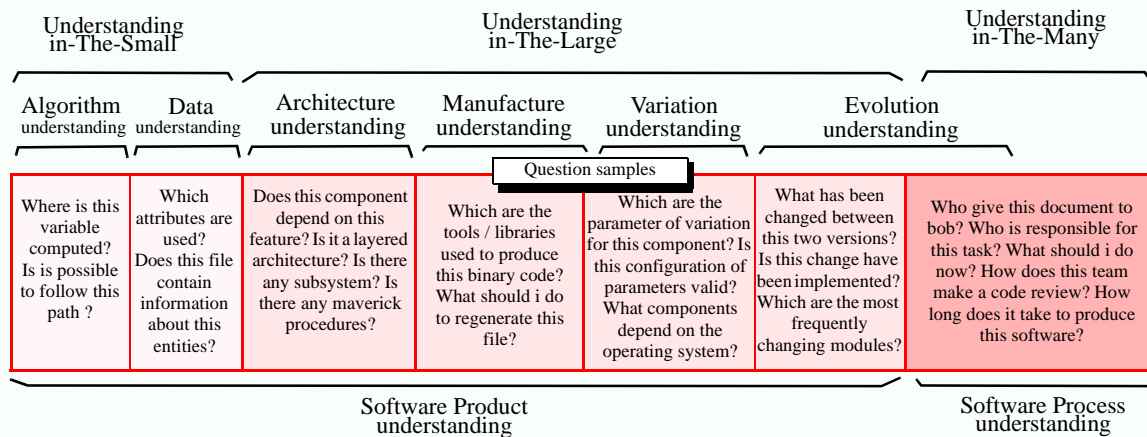 Understanding
in-The-Small
Understanding
in-The-Large
Understanding
in-The-Many
Algorithm
understanding
Data
understanding
Architecture
understanding
Manufacture
understanding
Variation
understanding
Evolution
understanding
Question samples
Where is this
variable
computed?
Is is possible
to follow this
path ?
Which
attributes are
used?
Does this file
contain
information
about this
entities?
Does this component
depend on this
feature? Is it a layered
architecture? Is there
any subsystem? Is
there any maverick
procedures?
Which are the
tools / libraries
used to produce
this binary code?
What should i do
to regenerate this
file?
Which are the
parameter of variation
for this component? Is
this configuration of
parameters valid?
What components
depend on the
operating system?
What has been
changed between
this two versions?
Is this change have
been implemented?
Which are the most
frequently
changing modules?
Who give this document to
bob? Who is responsible for
this task? What should i do
now? How does this team
make a code review? How
long does it take to produce
this software?
Software Product
understanding
Software Process
understanding